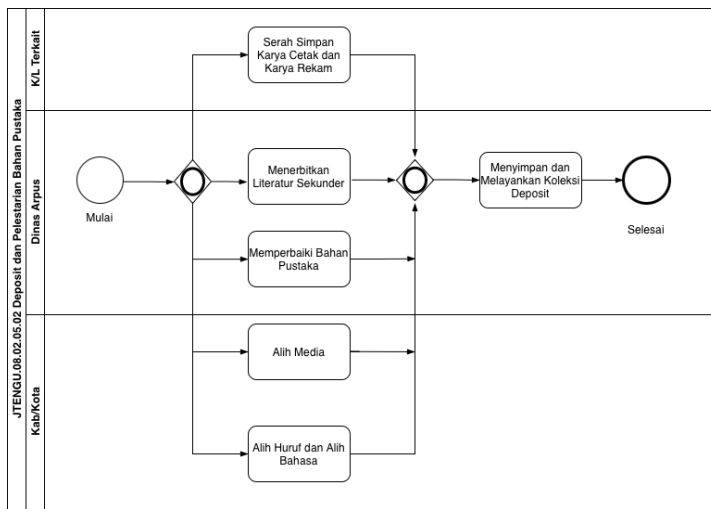 JTENGU.08.02.05.02 Deposit dan Pelestarian Bahan Pustaka
K/L Terkait
Serah Simpan
Karya Cetak dan
Karya Rekam
Dinas Arpus
Mulai
Menerbitkan
Literatur Sekunder
Menyimpan dan
Melayankan Koleksi
Deposit
Selesai
Memperbaiki Bahan
Pustaka
Kab/Kota
Alih Media
Alih Huruf dan Alih
Bahasa